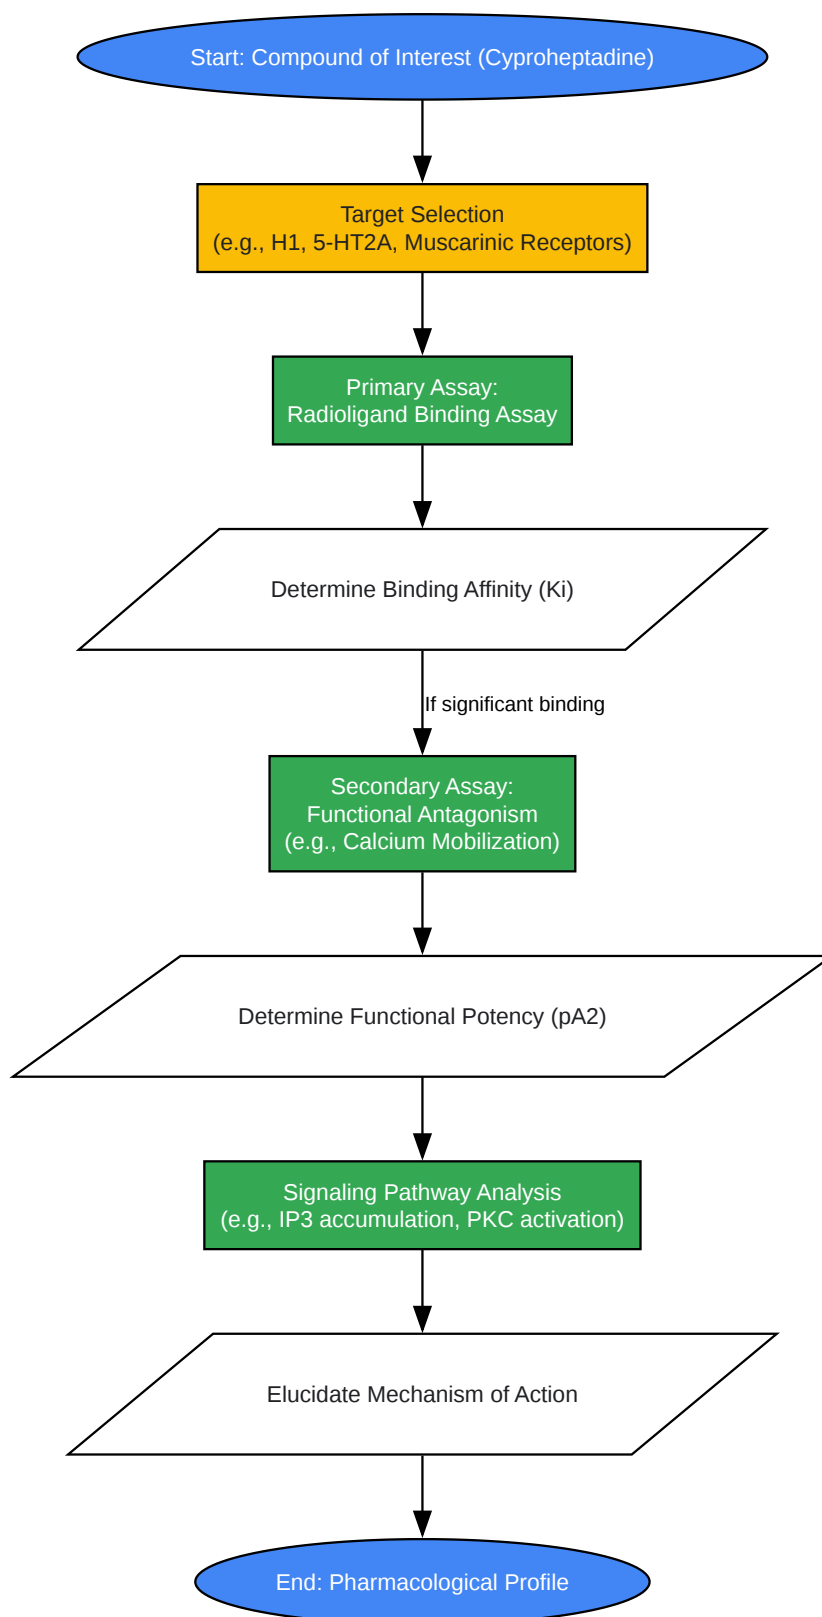 Start: Compound of Interest (Cyproheptadine)
Target Selection
(e.g., H1, 5-HT2A, Muscarinic Receptors)
Primary Assay:
Radioligand Binding Assay
Determine Binding Affinity (Ki)
If significant binding
Secondary Assay:
Functional Antagonism
(e.g., Calcium Mobilization)
Determine Functional Potency (pA2)
Signaling Pathway Analysis
(e.g., IP3 accumulation, PKC activation)
Elucidate Mechanism of Action
End: Pharmacological Profile